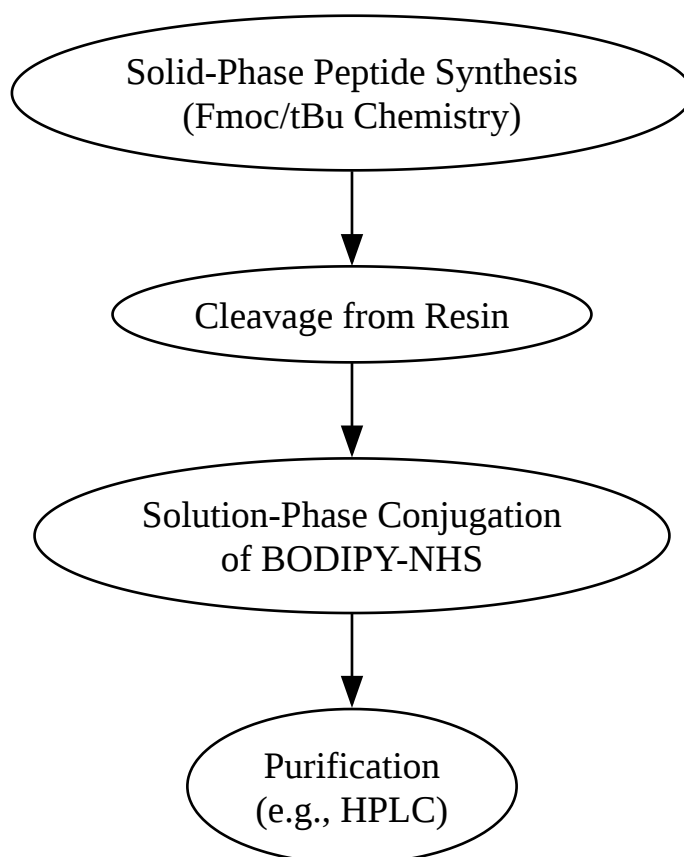 Solid-Phase Peptide Synthesis
(Fmoc/tBu Chemistry)
Cleavage from Resin
Solution-Phase Conjugation
of BODIPY-NHS
Purification
(e.g., HPLC)